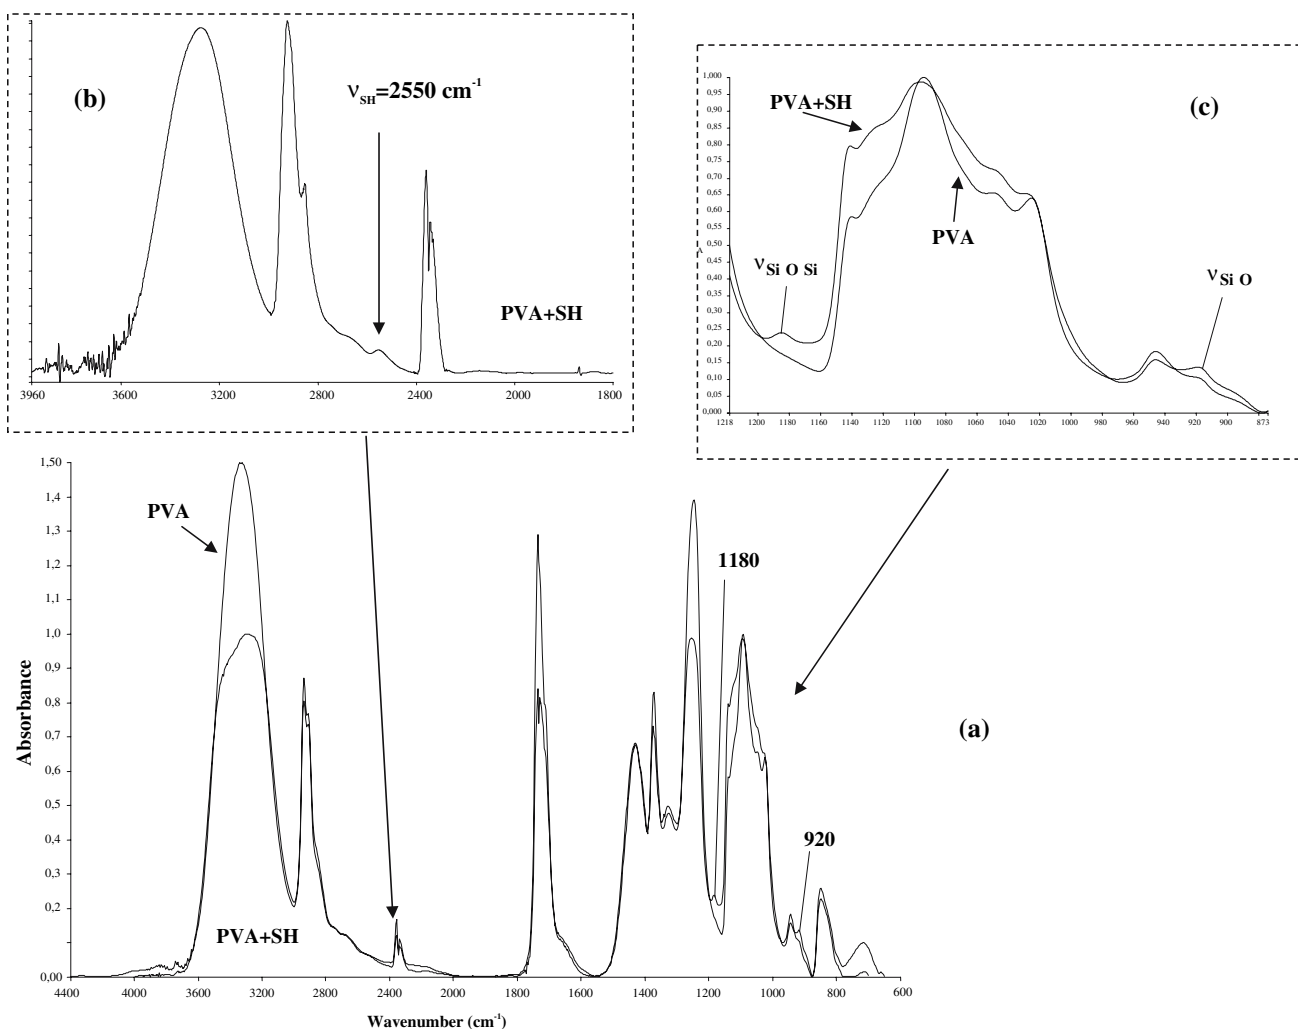 (b)
νSH=2550 cm-1
PVA+SH
3960 3600 3200 2800 2400 2000 1800
(c)
PVA+SH
PVA
νSi O Si
νSi O
1,000
0,95
0,90
0,85
0,80
0,75
0,70
0,65
0,60
0,55
0,50
A
0,45
0,40
0,35
0,30
0,25
0,20
0,15
0,10
0,05
0,000
1218 1200 1180 1160 1140 1120 1100 1080 1060 1040 1020 1000 980 960 940 920 900 873
(a)
PVA
PVA+SH
1180
920
Absorbance
1,50
1,4
1,3
1,2
1,1
1,0
0,9
0,8
0,7
0,6
0,5
0,4
0,3
0,2
0,1
0,00
4400 4000 3600 3200 2800 2400 2000 1800 1600 1400 1200 1000 800 600
Wavenumber (cm-1)